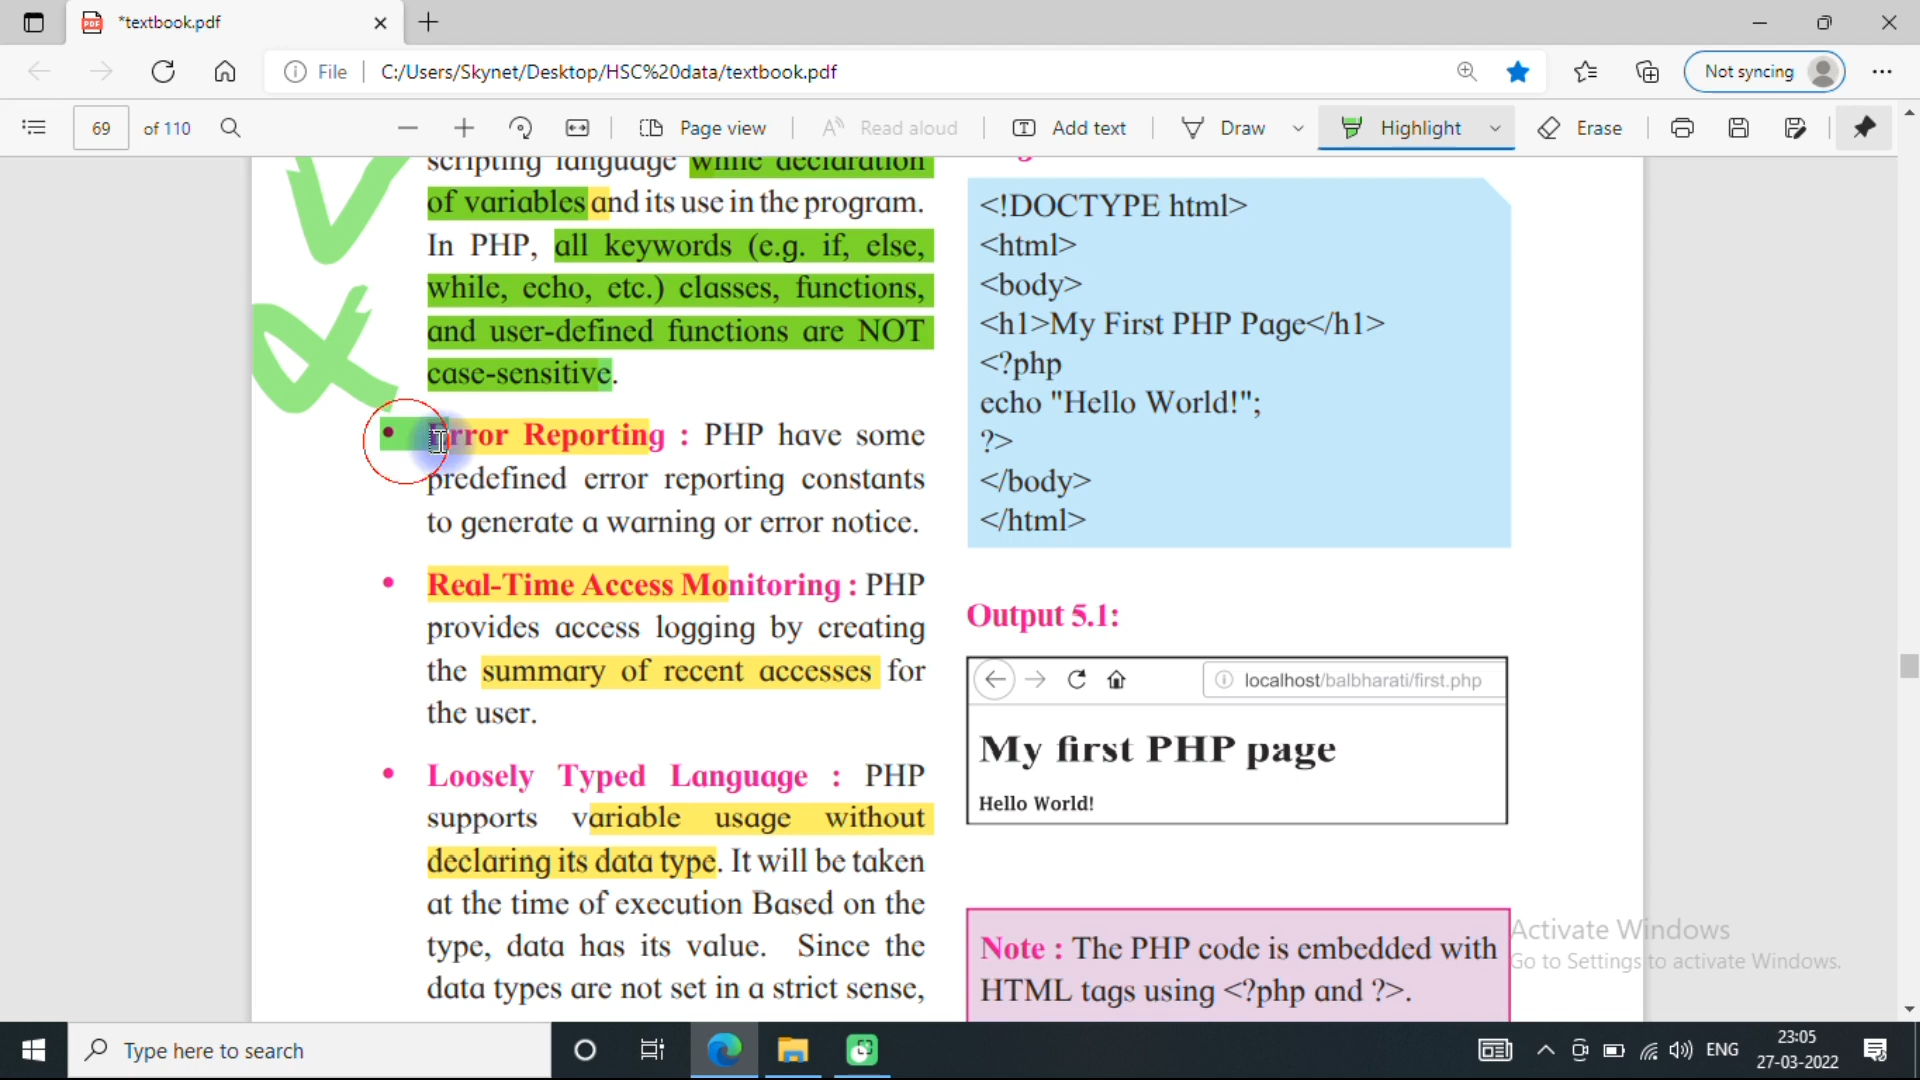 *textbook.pdf
File
C:/Users/Skynet/Desktop/HSC%20data/textbook.pdf
Not syncing
69
of 110
Page view
Read aloud
Add text
Draw
Highlight
Erase
scripting language while declaration
of variables and its use in the program.
In PHP, all keywords (e.g. if, else,
while, echo, etc.) classes, functions,
and user-defined functions are NOT
case-sensitive.
• Error Reporting : PHP have some
predefined error reporting constants
to generate a warning or error notice.
• Real-Time Access Monitoring : PHP
provides access logging by creating
the summary of recent accesses for
the user.
• Loosely Typed Language : PHP
supports variable usage without
declaring its data type. It will be taken
at the time of execution Based on the
type, data has its value. Since the
data types are not set in a strict sense,
<!DOCTYPE html>
<html>
<body>
<h1>My First PHP Page</h1>
<?php
echo "Hello World!";
?>
</body>
</html>
Output 5.1:
localhost/balbharati/first.php
My first PHP page
Hello World!
Note : The PHP code is embedded with
HTML tags using <?php and ?>.
Activate Windows
Go to Settings to activate Windows.
Type here to search
ENG
23:05
27-03-2022